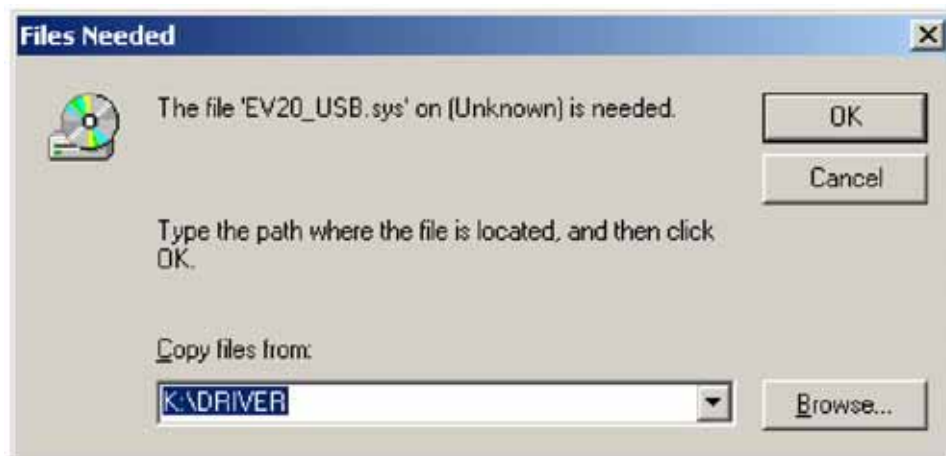 Files Needed
The file 'EV20_USB.sys' on (Unknown) is needed.
OK
Cancel
Type the path where the file is located, and then click
OK.
Copy files from:
K:\DRIVER
Browse...